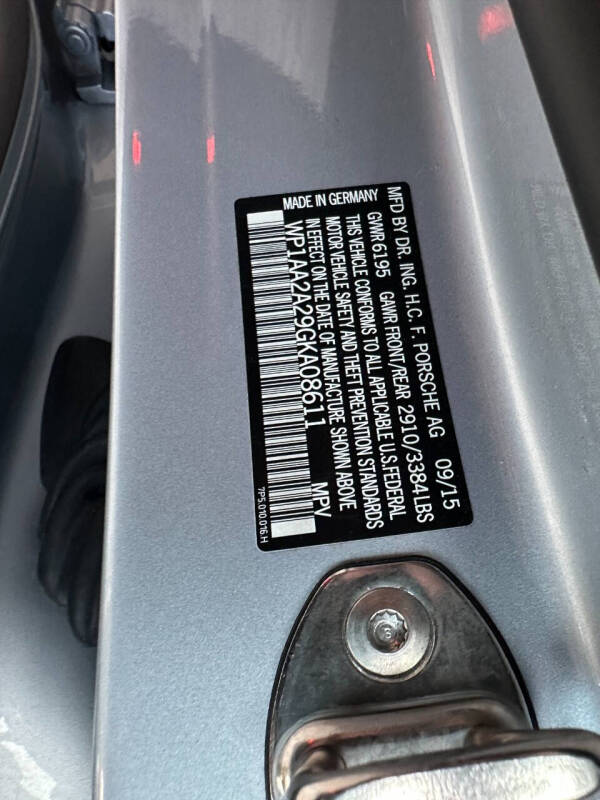 MFD BY DR. ING. H.C. F. PORSCHE AG 09/15
GVWR 6195 GAWR FRONT/REAR 2910/3384LBS
THIS VEHICLE CONFORMS TO ALL APPLICABLE U.S.FEDERAL
MOTOR VEHICLE SAFETY AND THEFT PREVENTION STANDARDS
IN EFFECT ON THE DATE OF MANUFACTURE SHOWN ABOVE
WP1AA2A29GKA08611 MPV
MADE IN GERMANY 7P5.010.016.H